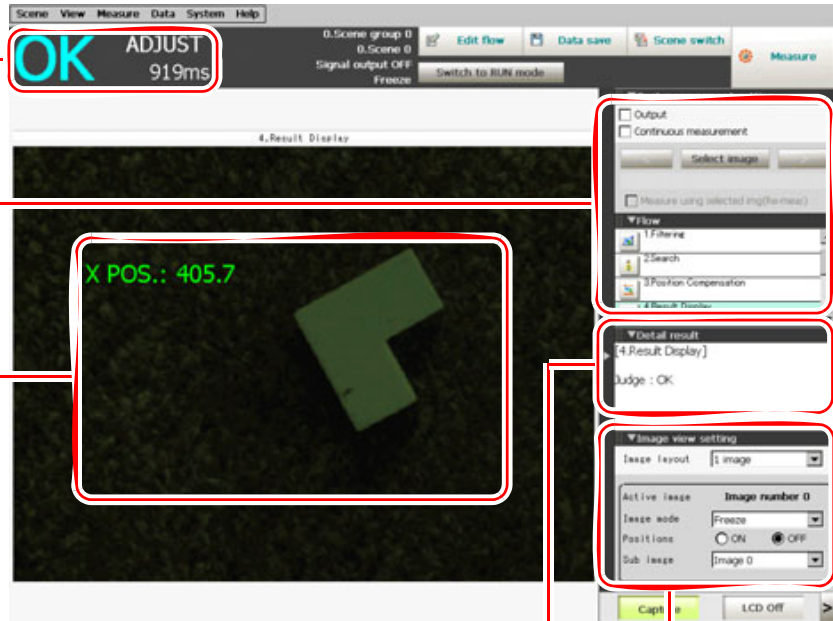 Scene View Measure Data System Help
OK
ADJUST
919ms
0.Scene group 0
0.Scene 0
Signal output OFF
Freeze
Edit flow
Data save
Scene switch
Switch to RUN mode
Measure
4.Result Display
X POS.: 405.7
Output
Continuous measurement
Select image
Measure using selected img(Re-meas)
▼Flow
1.Filtering
2.Search
3.Position Compensation
4.Result Display
▼Detail result
[4.Result Display]
Judge : OK
▼Image view setting
Image layout 1 image
Active image Image number 0
Image mode Freeze
Positions ON OFF
Sub image Image 0
Capture LCD Off >